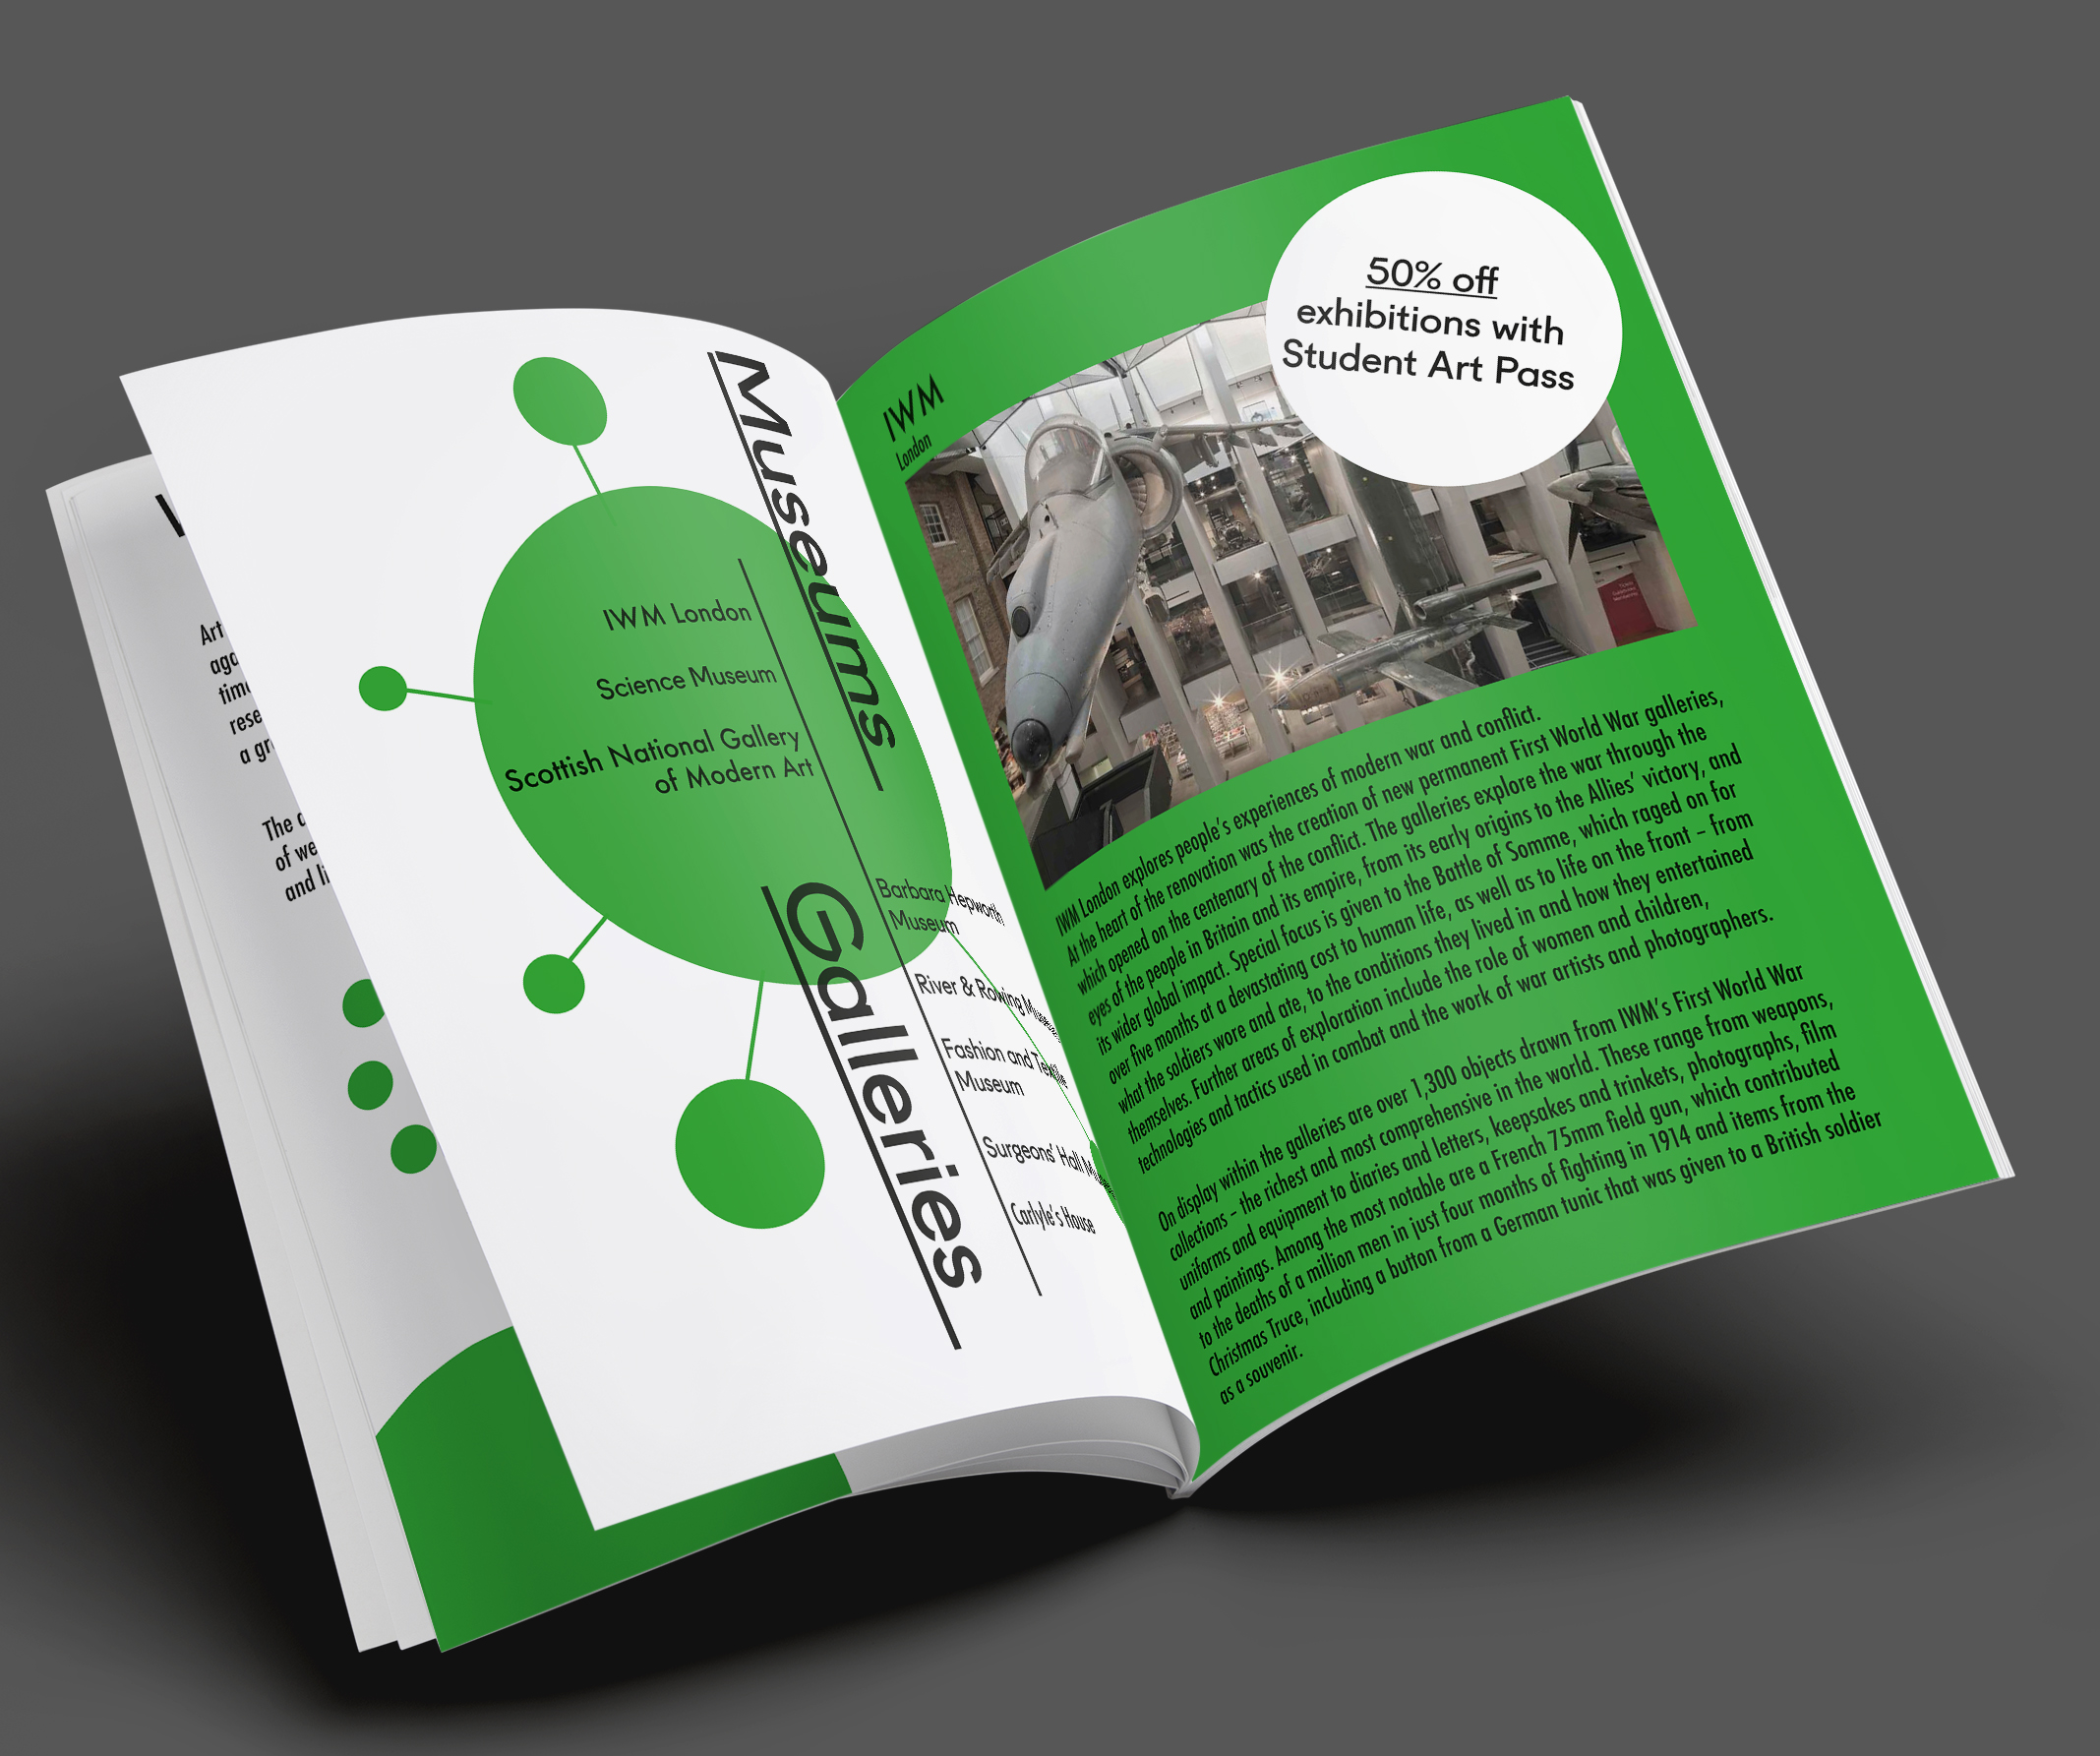 Art
of we
and li
Museums
IWM London
Science Museum
Scottish National Gallery
of Modern Art
Galleries
Barbara Hepworth
Museum
River & Rowing Museum
Fashion and Textile
Museum
Surgeons' Hall Museum
Carlyle's House
IWM
London
50% off
exhibitions with
Student Art Pass
IWM London explores people's experiences of modern war and conflict.
At the heart of the renovation was the creation of new permanent First World War galleries,
which opened on the centenary of the conflict. The galleries explore the war through the
eyes of the people in Britain and its empire, from its early origins to the Allies' victory, and
its wider global impact. Special focus is given to the Battle of Somme, which raged on for
over five months at a devastating cost to human life, as well as to life on the front – from
what the soldiers wore and ate, to the conditions they lived in and how they entertained
themselves. Further areas of exploration include the role of women and children,
technologies and tactics used in combat and the work of war artists and photographers.
On display within the galleries are over 1,300 objects drawn from IWM's First World War
collections – the richest and most comprehensive in the world. These range from weapons,
uniforms and equipment to diaries and letters, keepsakes and trinkets, photographs, film
and paintings. Among the most notable are a French 75mm field gun, which contributed
to the deaths of a million men in just four months of fighting in 1914 and items from the
Christmas Truce, including a button from a German tunic that was given to a British soldier
as a souvenir.